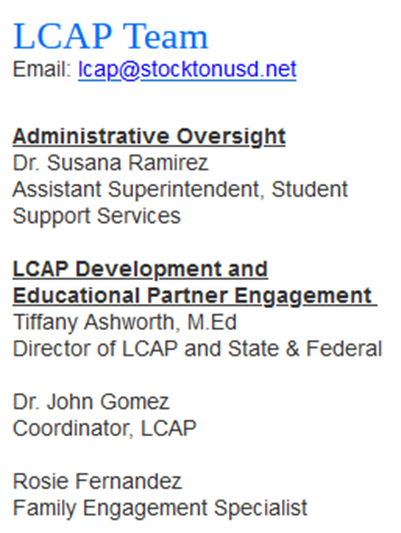 LCAP Team
Email: lcap@stocktonusd.net
Administrative Oversight
Dr. Susana Ramirez
Assistant Superintendent, Student
Support Services
LCAP Development and
Educational Partner Engagement
Tiffany Ashworth, M.Ed
Director of LCAP and State & Federal
Dr. John Gomez
Coordinator, LCAP
Rosie Fernandez
Family Engagement Specialist